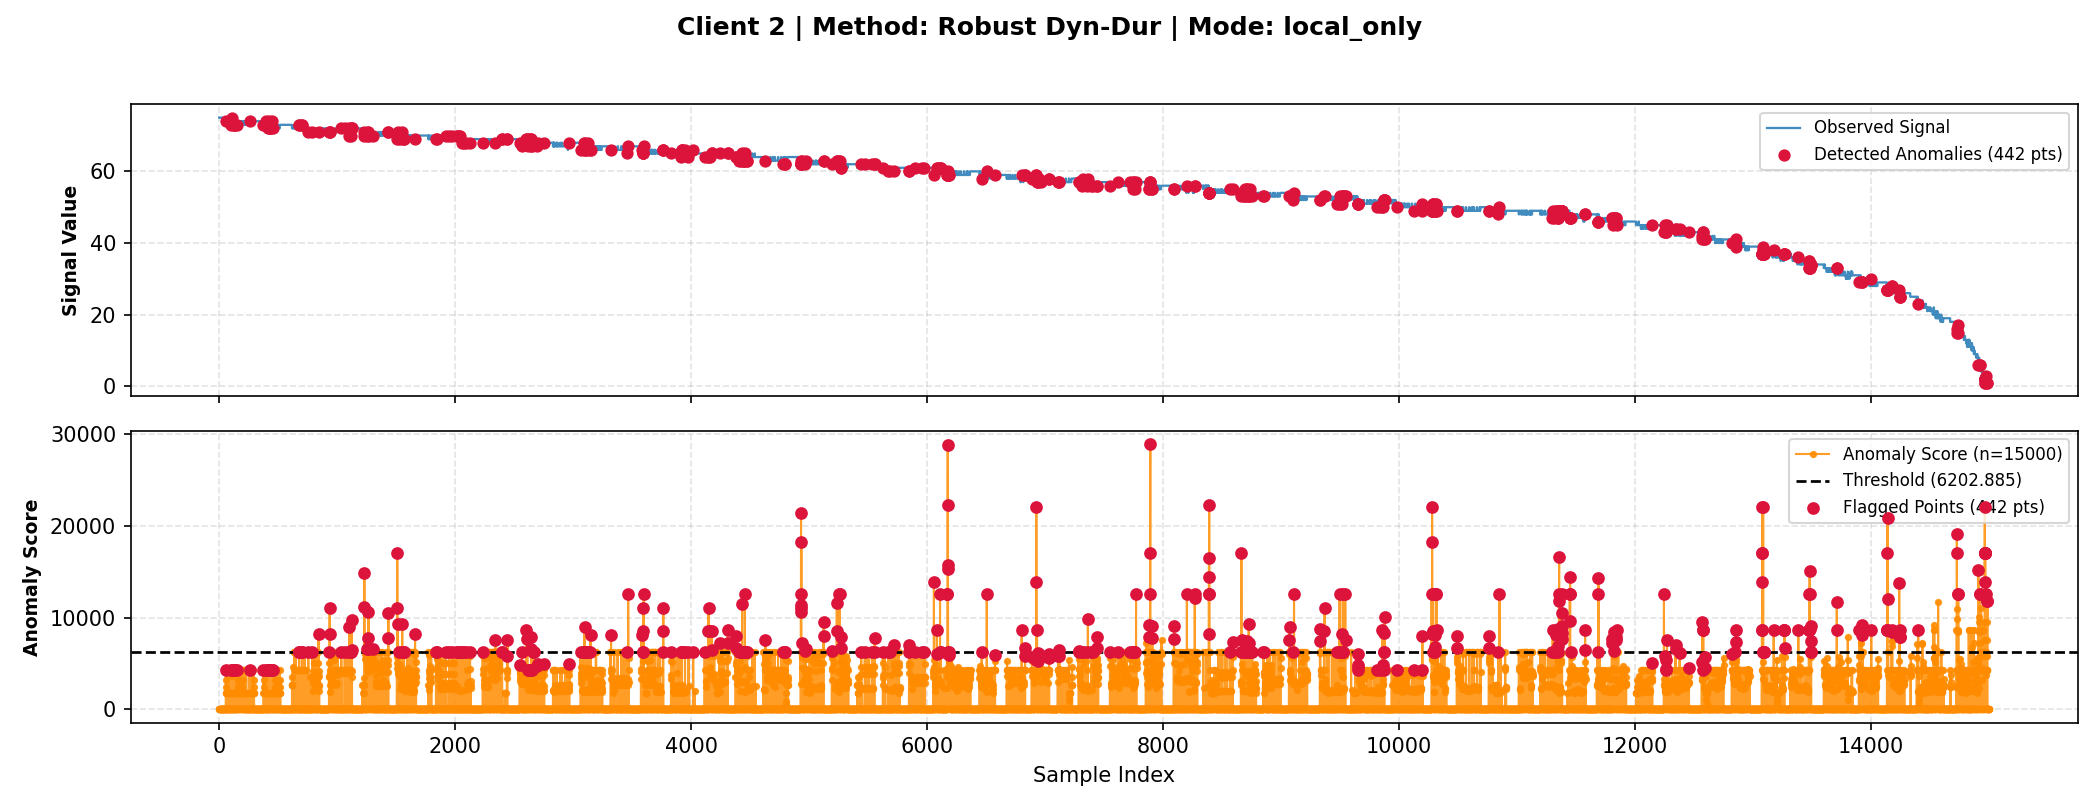 Client 2 | Method: Robust Dyn-Dur | Mode: local_only
Observed Signal
Detected Anomalies (442 pts)
Signal Value
60
40
20
0
30000
20000
10000
0
Anomaly Score
Anomaly Score (n=15000)
Threshold (6202.885)
Flagged Points (442 pts)
0
2000
4000
6000
8000
10000
12000
14000
Sample Index